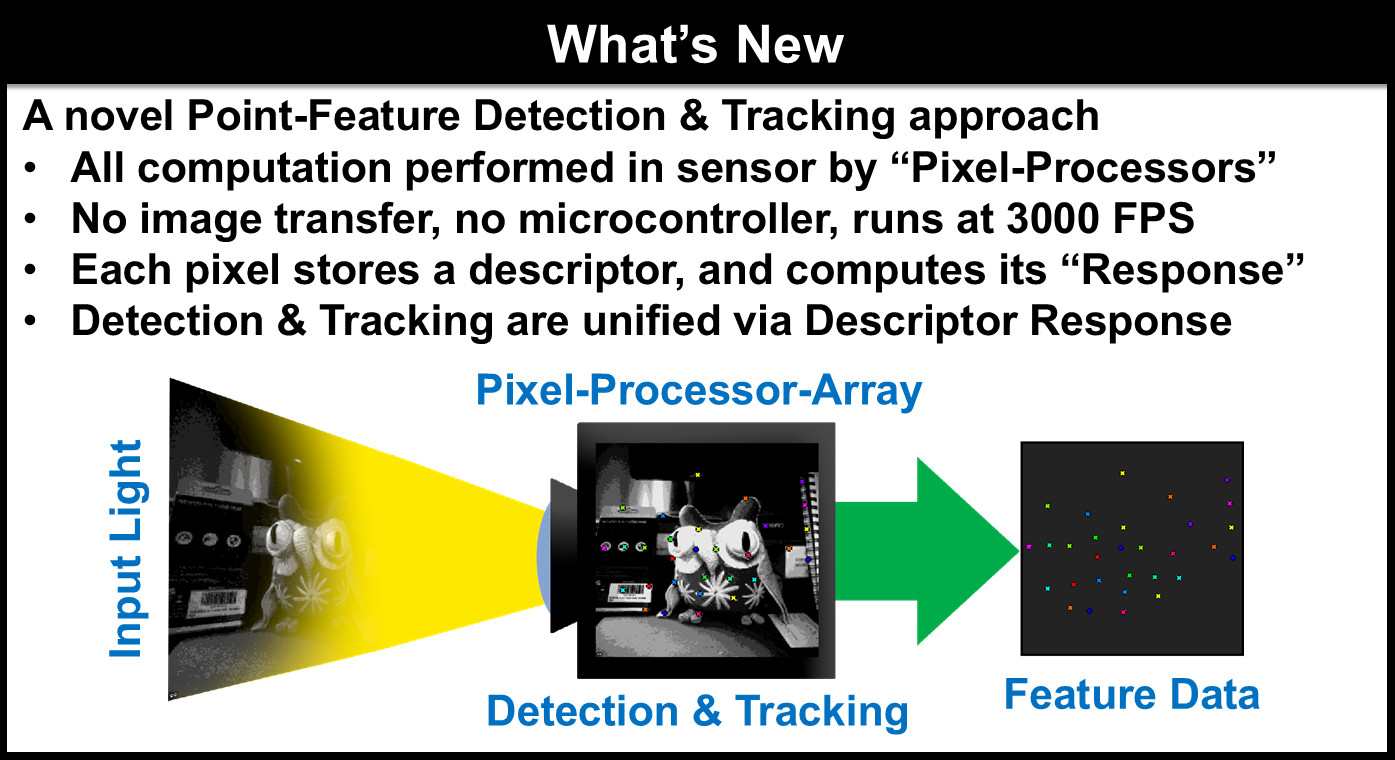 What's New
A novel Point-Feature Detection & Tracking approach
• All computation performed in sensor by “Pixel-Processors”
• No image transfer, no microcontroller, runs at 3000 FPS
• Each pixel stores a descriptor, and computes its “Response”
• Detection & Tracking are unified via Descriptor Response
Pixel-Processor-Array
Input Light
Detection & Tracking
Feature Data